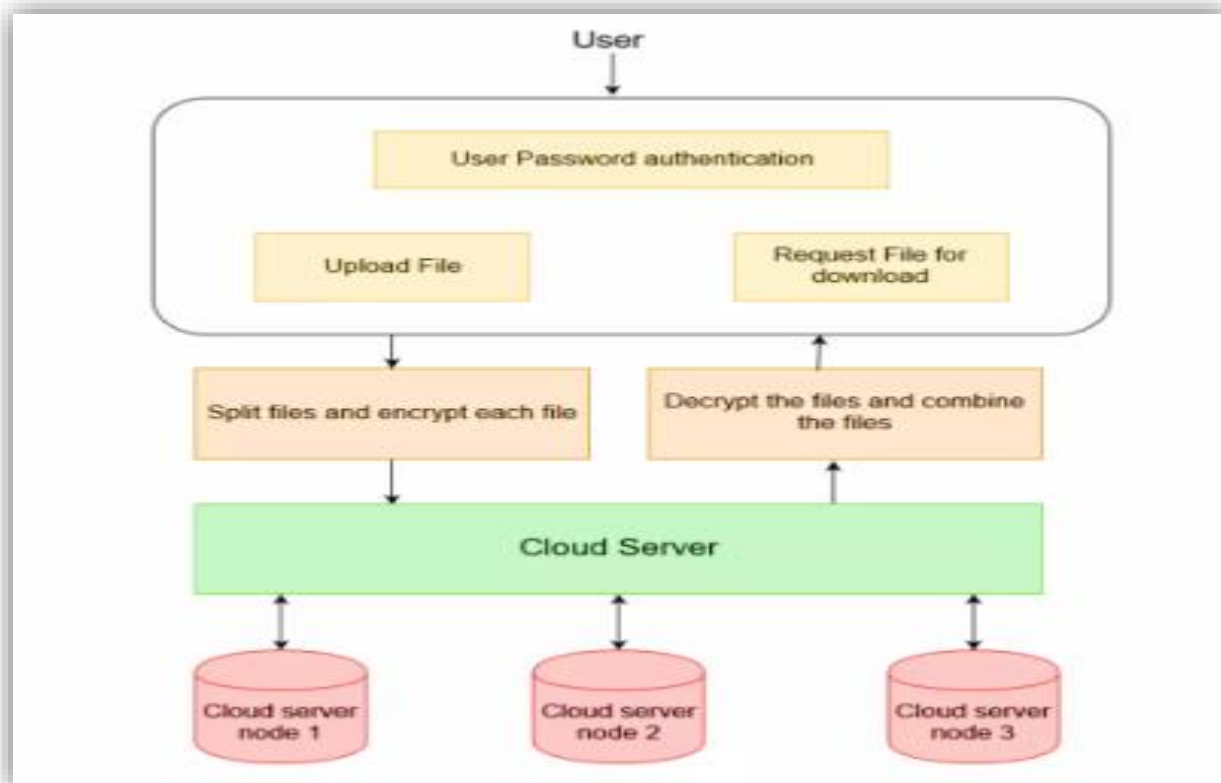 User
User Password authentication
Upload File
Request File for
download
Split files and encrypt each file
Decrypt the files and combine
the files
Cloud Server
Cloud server
node 1
Cloud server
node 2
Cloud server
node 3